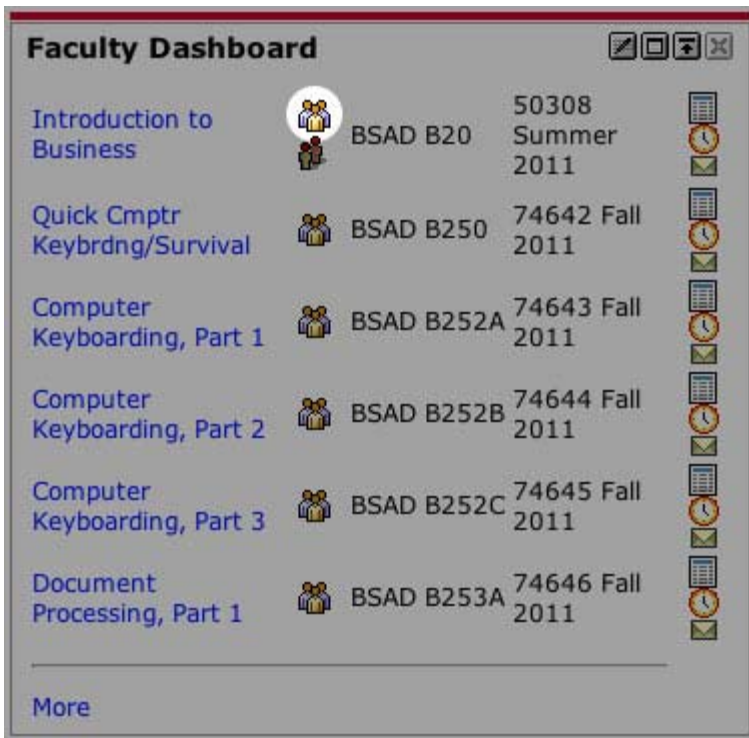 Faculty Dashboard
Introduction to
Business
BSAD B20
50308
Summer
2011
Quick Cmptr
Keybrdng/Survival
BSAD B250
74642 Fall
2011
Computer
Keyboarding, Part 1
BSAD B252A
74643 Fall
2011
Computer
Keyboarding, Part 2
BSAD B252B
74644 Fall
2011
Computer
Keyboarding, Part 3
BSAD B252C
74645 Fall
2011
Document
Processing, Part 1
BSAD B253A
74646 Fall
2011
More